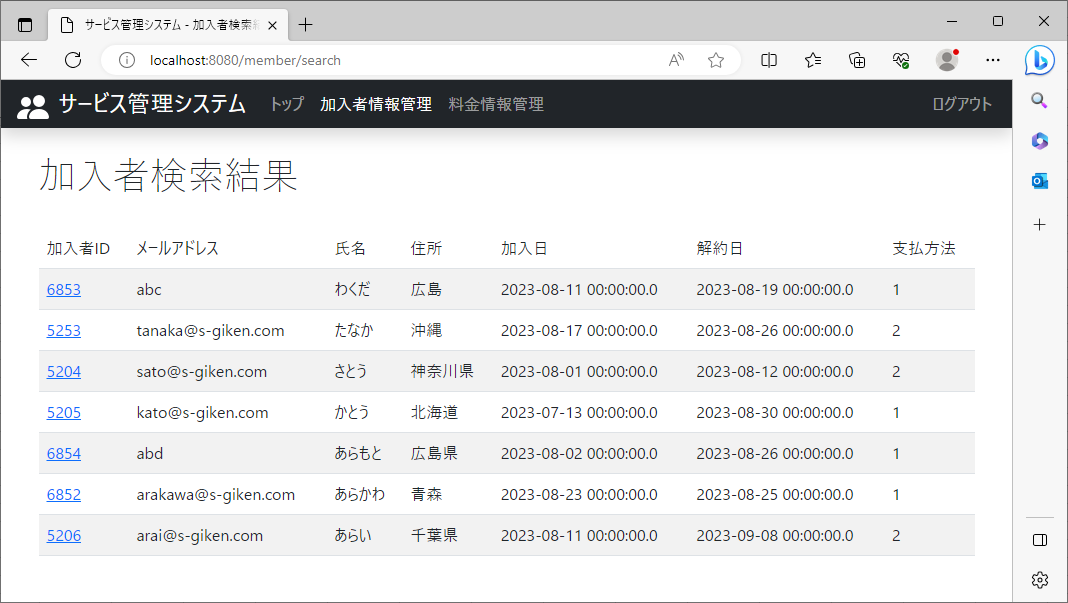 サービス管理システム - 加入者検索
localhost:8080/member/search
サービス管理システム トップ 加入者情報管理 料金情報管理 ログアウト
加入者検索結果
加入者ID メールアドレス 氏名 住所 加入日 解約日 支払方法
6853 abc わくだ 広島 2023-08-11 00:00:00.0 2023-08-19 00:00:00.0 1
5253 tanaka@s-giken.com たなか 沖縄 2023-08-17 00:00:00.0 2023-08-26 00:00:00.0 2
5204 sato@s-giken.com さとう 神奈川県 2023-08-01 00:00:00.0 2023-08-12 00:00:00.0 2
5205 kato@s-giken.com かとう 北海道 2023-07-13 00:00:00.0 2023-08-30 00:00:00.0 1
6854 abd あらもと 広島県 2023-08-02 00:00:00.0 2023-08-26 00:00:00.0 1
6852 arakawa@s-giken.com あらかわ 青森 2023-08-23 00:00:00.0 2023-08-25 00:00:00.0 1
5206 arai@s-giken.com あらい 千葉県 2023-08-11 00:00:00.0 2023-09-08 00:00:00.0 2